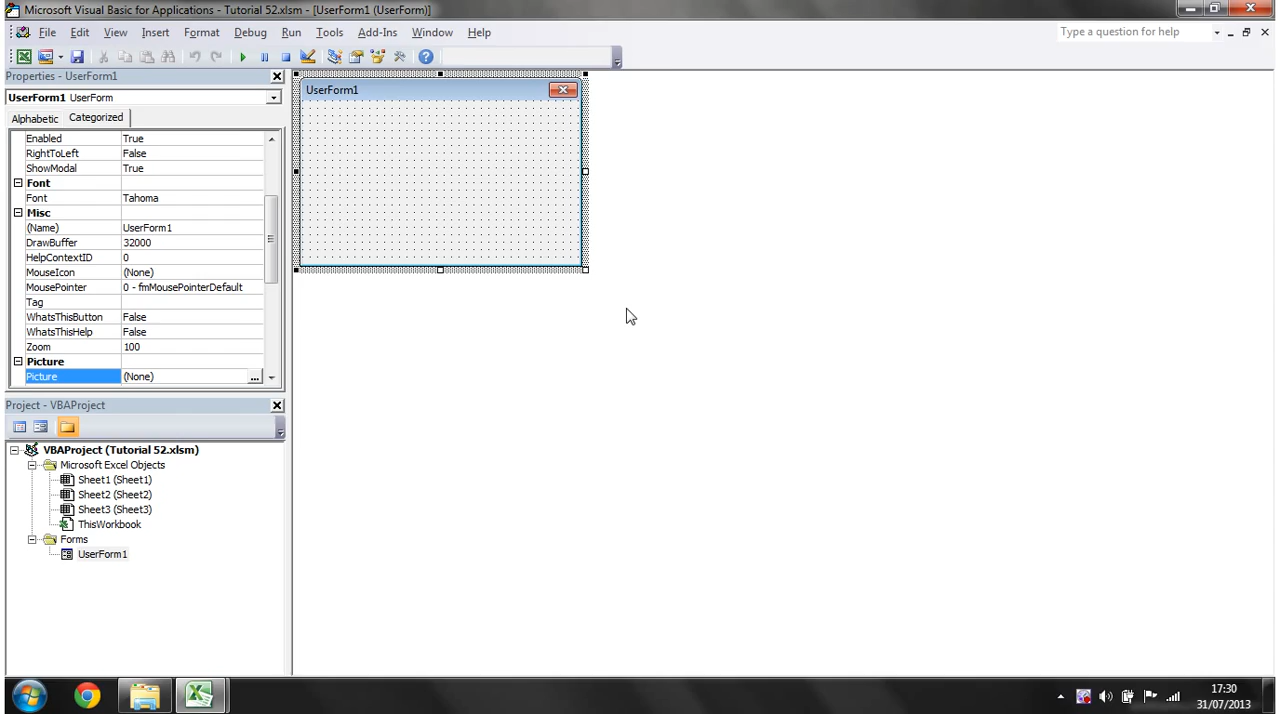 Microsoft Visual Basic for Applications - Tutorial 52.xlsm - [UserForm1 (UserForm)]
File Edit View Insert Format Debug Run Tools Add-Ins Window Help Type a question for help
Properties - UserForm1
UserForm1 UserForm
Alphabetic Categorized
Enabled True
RightToLeft False
ShowModal True
Font
Font Tahoma
Misc
(Name) UserForm1
DrawBuffer 32000
HelpContextID 0
MouseIcon (None)
MousePointer 0 - fmMousePointerDefault
Tag
WhatsThisButton False
WhatsThisHelp False
Zoom 100
Picture
Picture (None) ...
Project - VBAProject
VBAProject (Tutorial 52.xlsm)
Microsoft Excel Objects
Sheet1 (Sheet1)
Sheet2 (Sheet2)
Sheet3 (Sheet3)
ThisWorkbook
Forms
UserForm1
UserForm1
17:30
31/07/2013